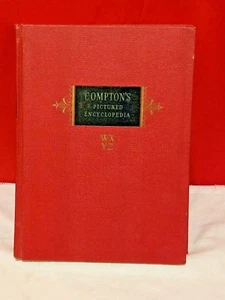 COMPTON'S
PICTURED
ENCYCLOPEDIA
WX
YZ